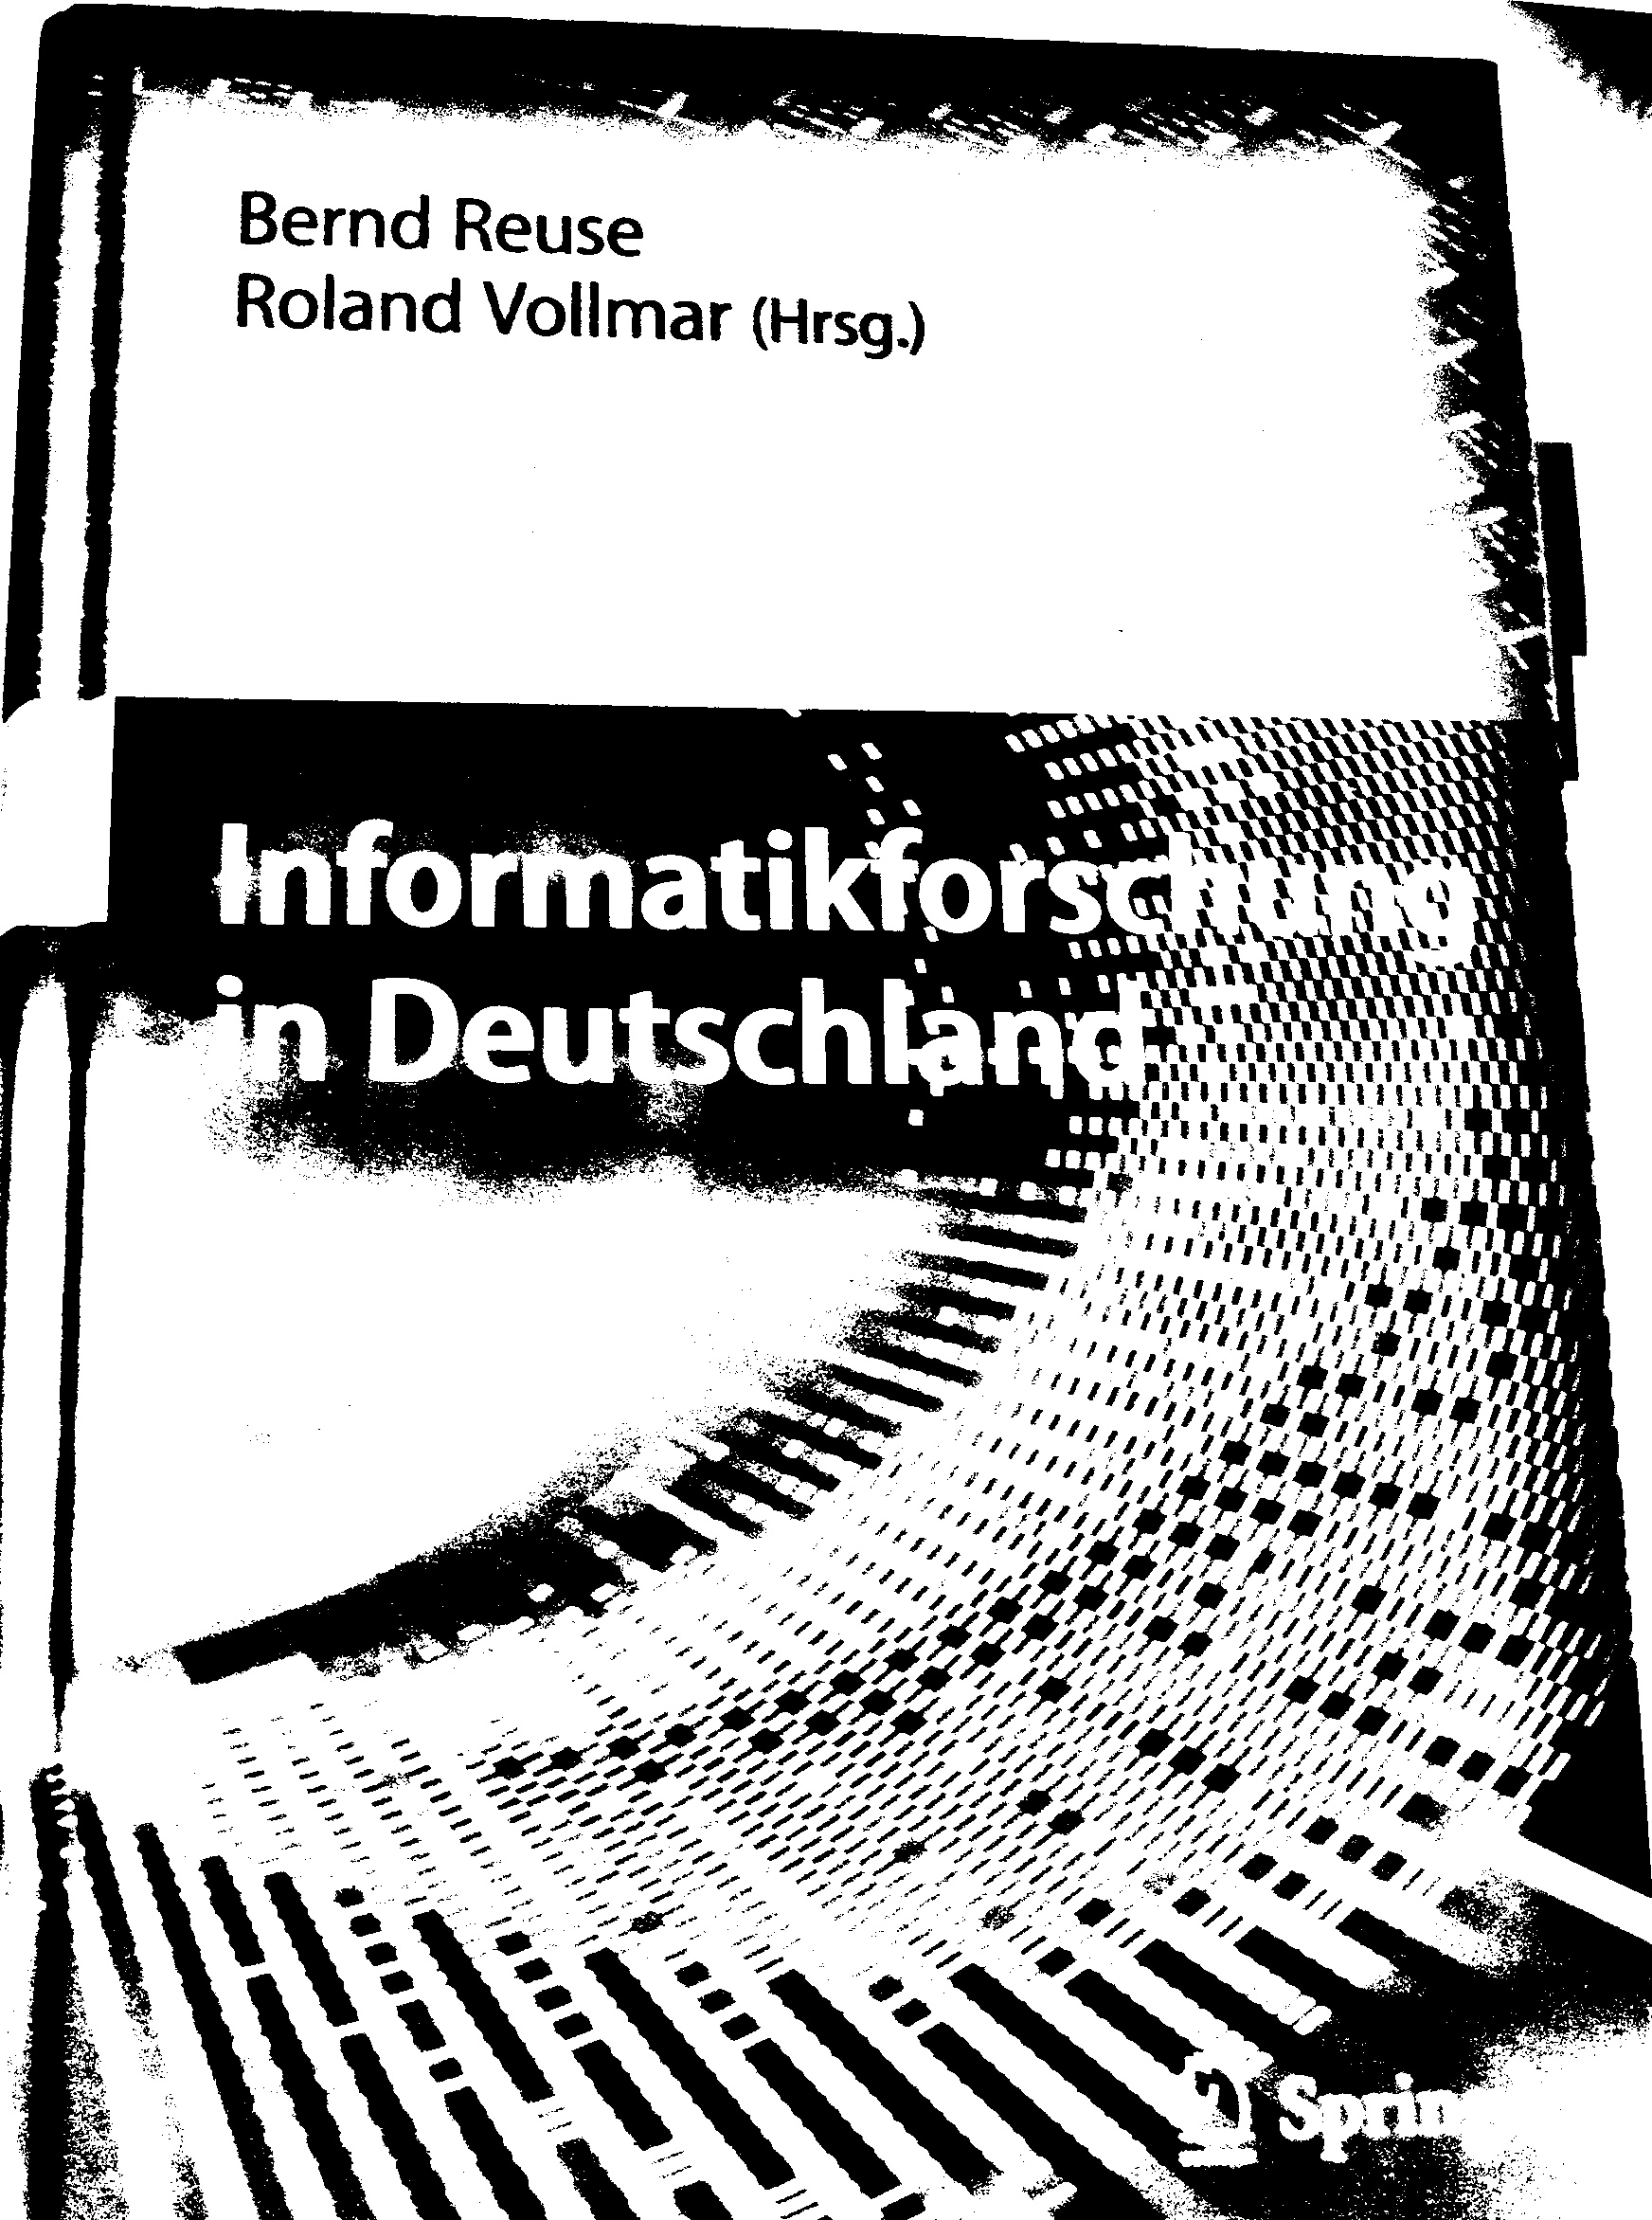 Bernd Reuse
Roland Vollmar (Hrsg.)
Informatikforschung
in Deutschland